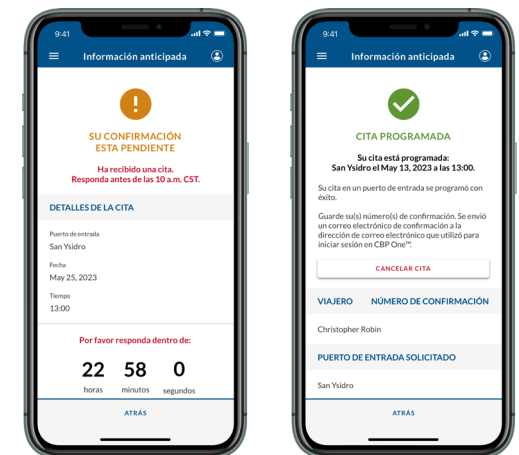 9:41
Información anticipada
SU CONFIRMACIÓN
ESTA PENDIENTE
Ha recibido una cita.
Responda antes de las 10 a.m. CST.
DETALLES DE LA CITA
Puerto de entrada
San Ysidro
Fecha
May 25, 2023
Tiempo
13:00
Por favor responda dentro de:
22 58 0
horas minutos segundos
ATRÁS
9:41
Información anticipada
CITA PROGRAMADA
Su cita está programada:
San Ysidro el May 13, 2023 a las 13:00.
Su cita en un puerto de entrada se programó con
éxito.
Guarde su(s) número(s) de confirmación. Se envió
un correo electrónico de confirmación a la
dirección de correo electrónico que utilizó para
iniciar sesión en CBP One™.
CANCELAR CITA
VIAJERO NÚMERO DE CONFIRMACIÓN
Christopher Robin
PUERTO DE ENTRADA SOLICITADO
San Ysidro
ATRÁS